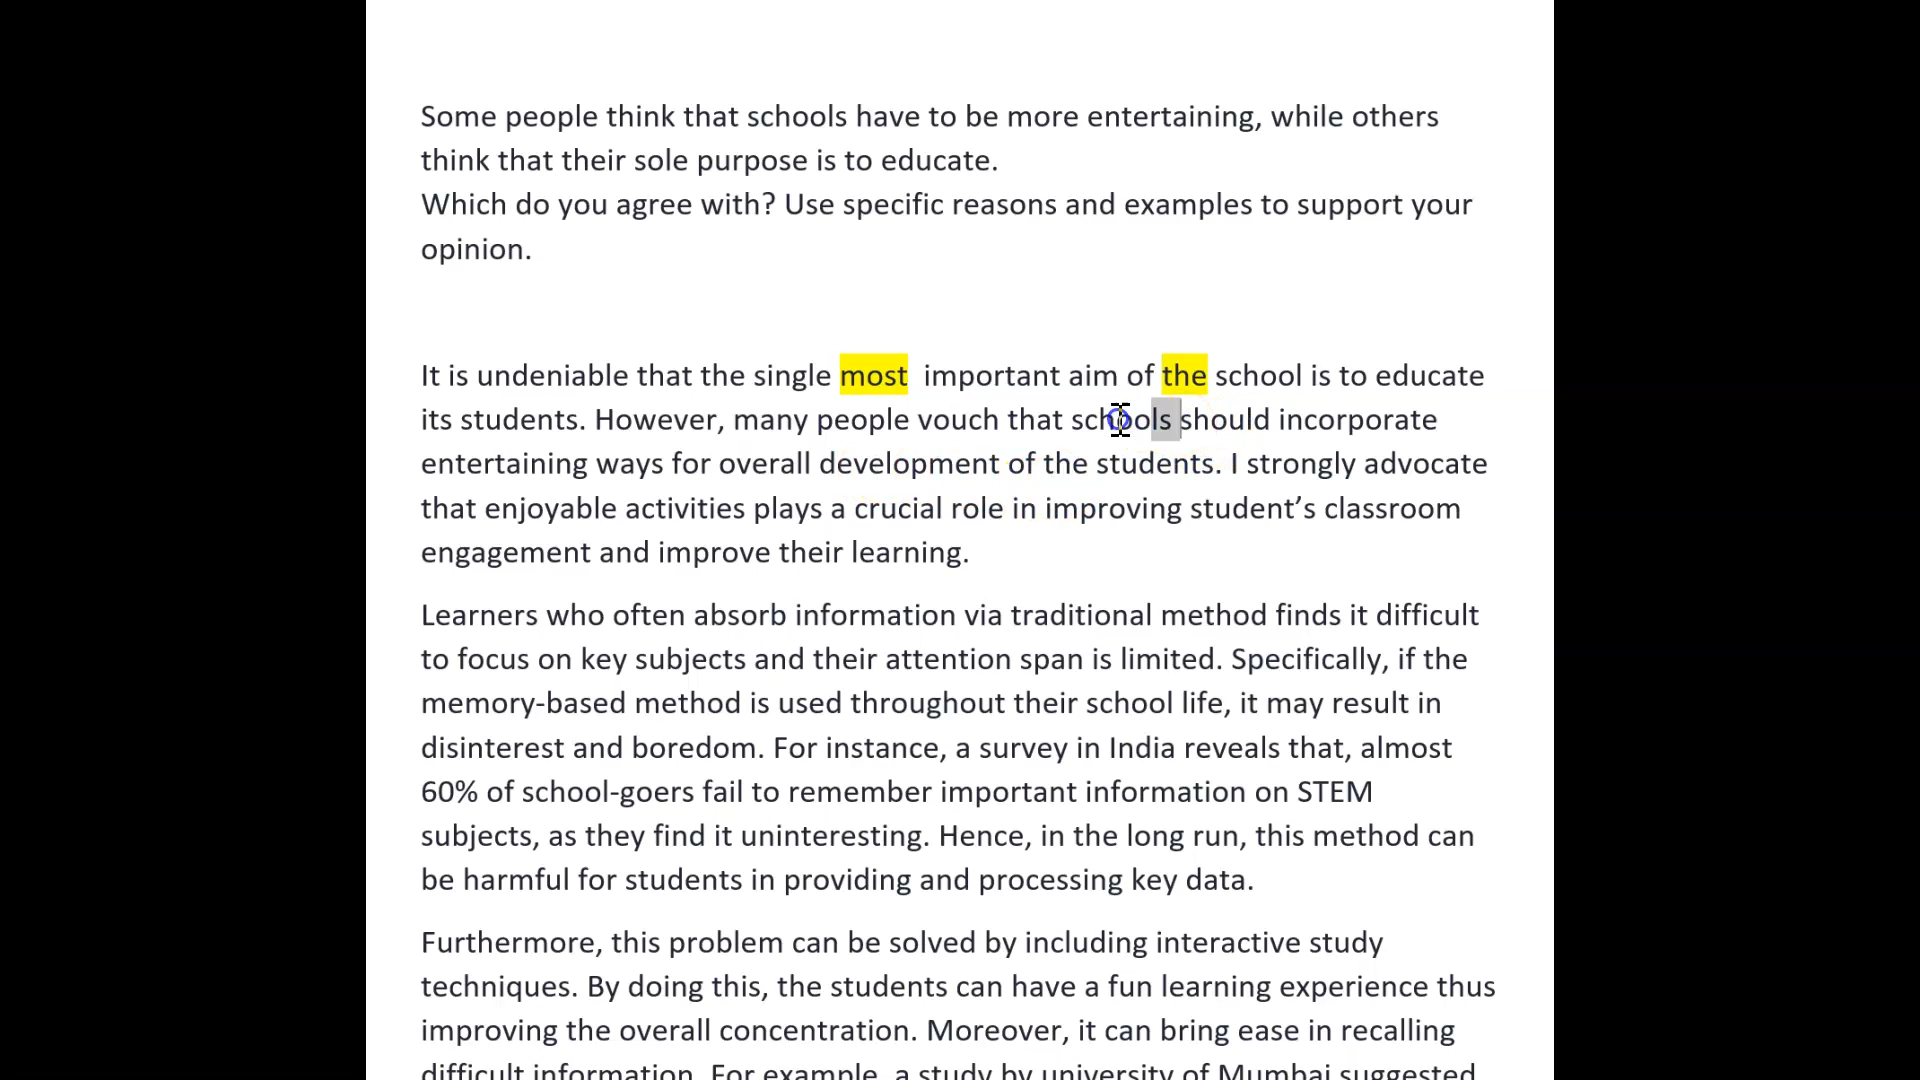 Some people think that schools have to be more entertaining, while others
think that their sole purpose is to educate.
Which do you agree with? Use specific reasons and examples to support your
opinion.
It is undeniable that the single most important aim of the school is to educate
its students. However, many people vouch that schools should incorporate
entertaining ways for overall development of the students. I strongly advocate
that enjoyable activities plays a crucial role in improving student’s classroom
engagement and improve their learning.
Learners who often absorb information via traditional method finds it difficult
to focus on key subjects and their attention span is limited. Specifically, if the
memory-based method is used throughout their school life, it may result in
disinterest and boredom. For instance, a survey in India reveals that, almost
60% of school-goers fail to remember important information on STEM
subjects, as they find it uninteresting. Hence, in the long run, this method can
be harmful for students in providing and processing key data.
Furthermore, this problem can be solved by including interactive study
techniques. By doing this, the students can have a fun learning experience thus
improving the overall concentration. Moreover, it can bring ease in recalling
difficult information. For example, a study by university of Mumbai suggested